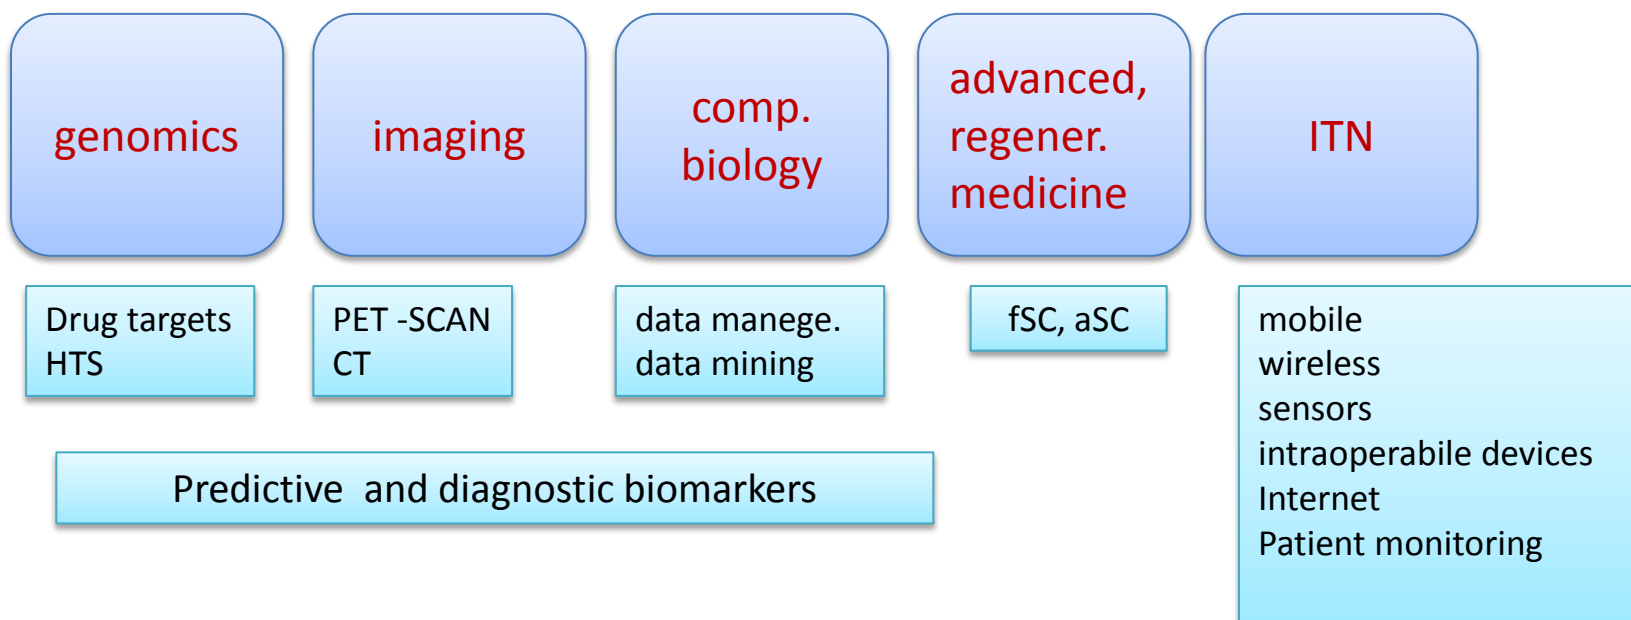 genomics
imaging
comp.
biology
advanced,
regener.
medicine
ITN
Drug targets
HTS
PET -SCAN
CT
data manege.
data mining
fSC, aSC
mobile
wireless
sensors
intraoperabile devices
Internet
Patient monitoring
Predictive  and diagnostic biomarkers